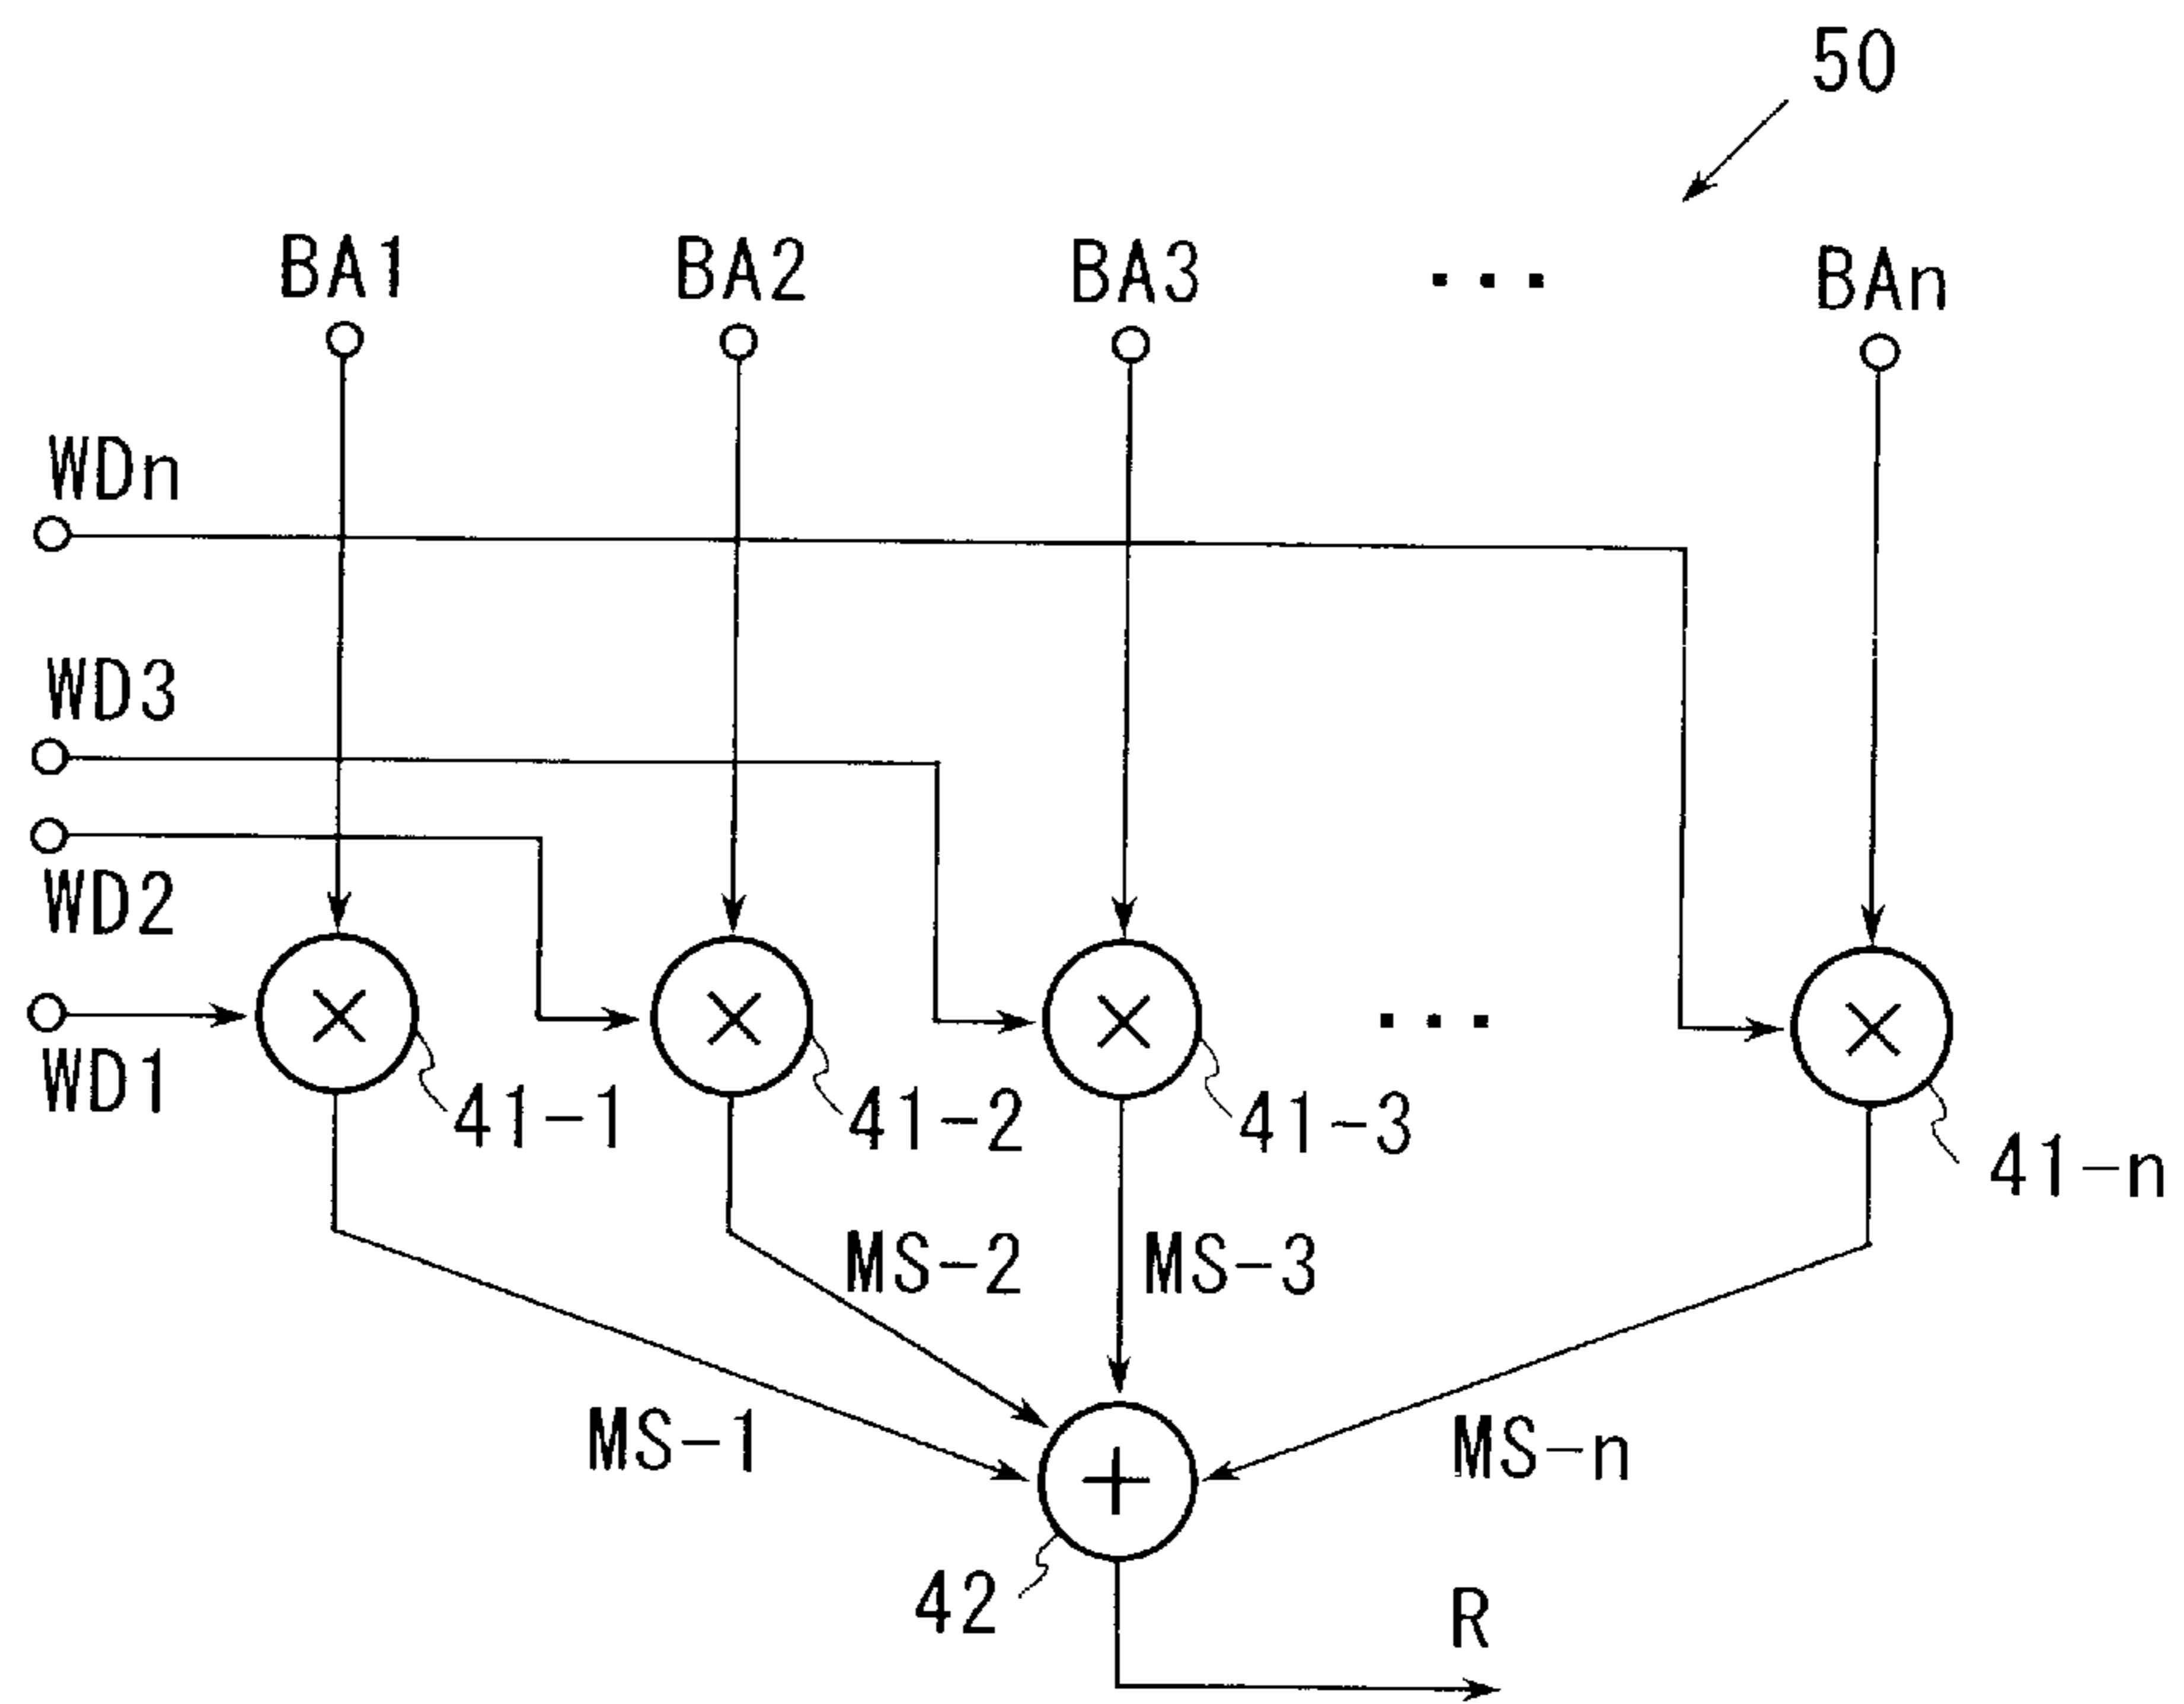 50
BA1 BA2 BA3 ··· BAn
WDn
WD3
WD2
WD1
41-1 41-2 41-3 ··· 41-n
MS-2 MS-3
MS-1 MS-n
42
R